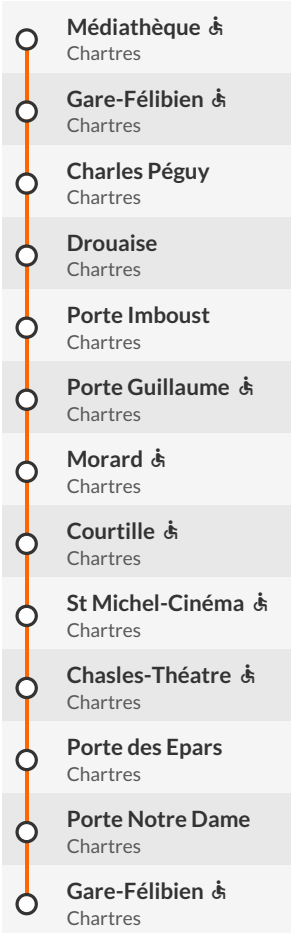 Médiathèque
Chartres
Gare-Félibien
Chartres
Charles Péguy
Chartres
Drouaise
Chartres
Porte Imboust
Chartres
Porte Guillaume
Chartres
Morard
Chartres
Courtille
Chartres
St Michel-Cinéma
Chartres
Chasles-Théatre
Chartres
Porte des Epars
Chartres
Porte Notre Dame
Chartres
Gare-Félibien
Chartres